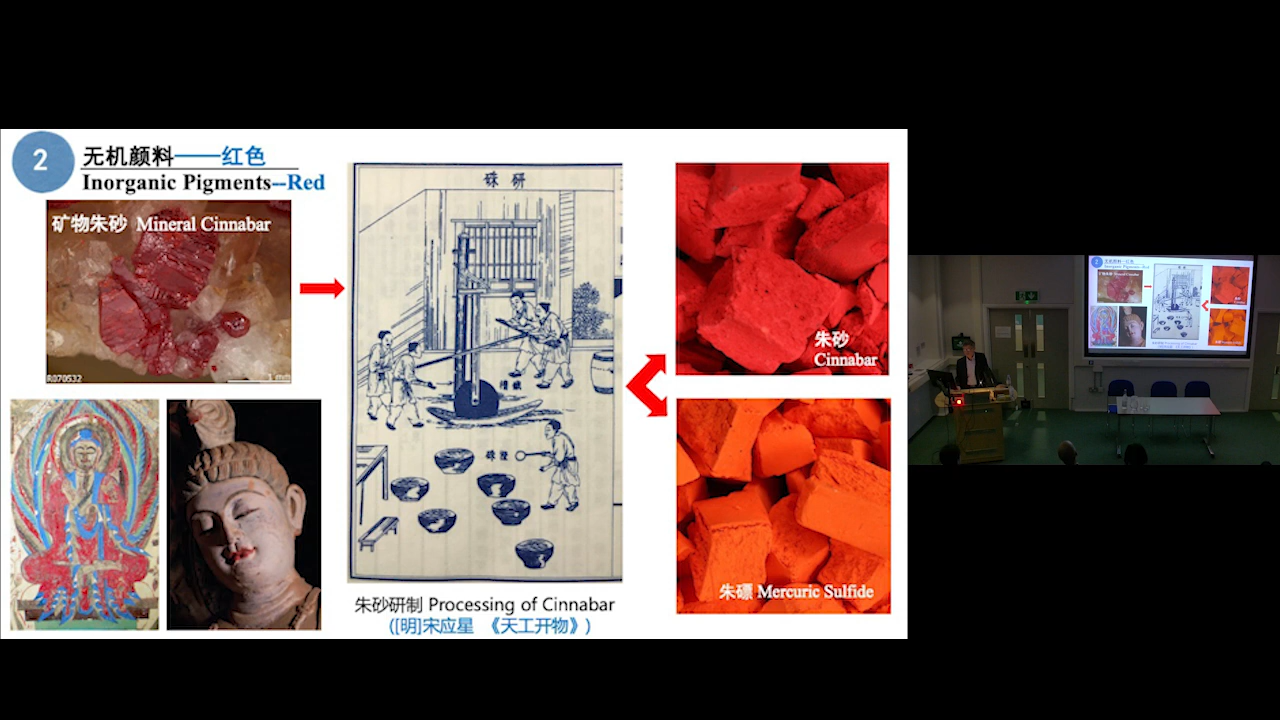 2
无机颜料——红色
Inorganic Pigments--Red
矿物朱砂 Mineral Cinnabar
R070532
1 mm
硃研
朱砂研制 Processing of Cinnabar
([明]宋应星 《天工开物》)
朱砂
Cinnabar
朱磦 Mercuric Sulfide